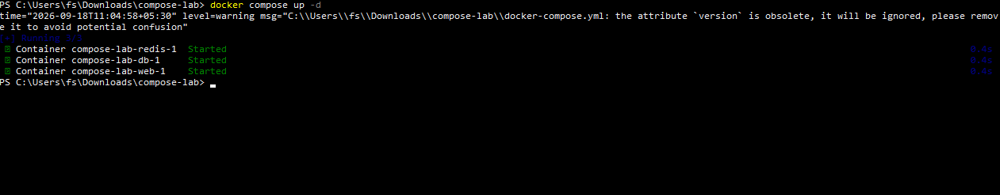 PS C:\Users\fs\Downloads\compose-lab> docker compose up -d
time="2026-09-18T11:04:58+05:30" level=warning msg="C:\\Users\\fs\\Downloads\\compose-lab\\docker-compose.yml: the attribute `version` is obsolete, it will be ignored, please remov
e it to avoid potential confusion"
[+] Running 3/3
Container compose-lab-redis-1 Started 0.4s
Container compose-lab-db-1 Started 0.4s
Container compose-lab-web-1 Started 0.4s
PS C:\Users\fs\Downloads\compose-lab>